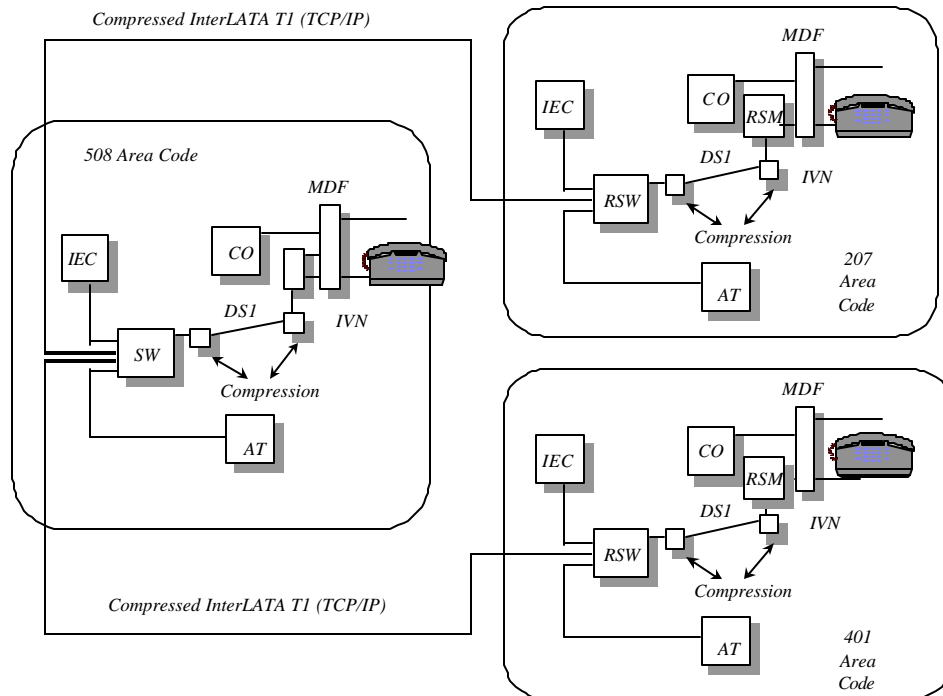 Compressed InterLATA T1 (TCP/IP)
508 Area Code
MDF
IEC
CO
DS1
IVN
SW
Compression
AT
MDF
IEC
CO
RSM
DS1
IVN
RSW
Compression
AT
207
Area
Code
MDF
IEC
CO
RSM
DS1
IVN
RSW
Compression
AT
401
Area
Code
Compressed InterLATA T1 (TCP/IP)